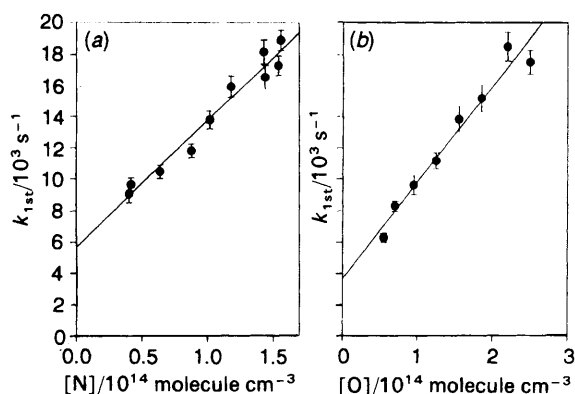 (a)
k1st/10³ s⁻¹
20
18
16
14
12
10
8
6
4
2
0
0 0.5 1.0 1.5
[N]/10¹⁴ molecule cm⁻³
(b)
k1st/10³ s⁻¹
0 1 2 3
[O]/10¹⁴ molecule cm⁻³